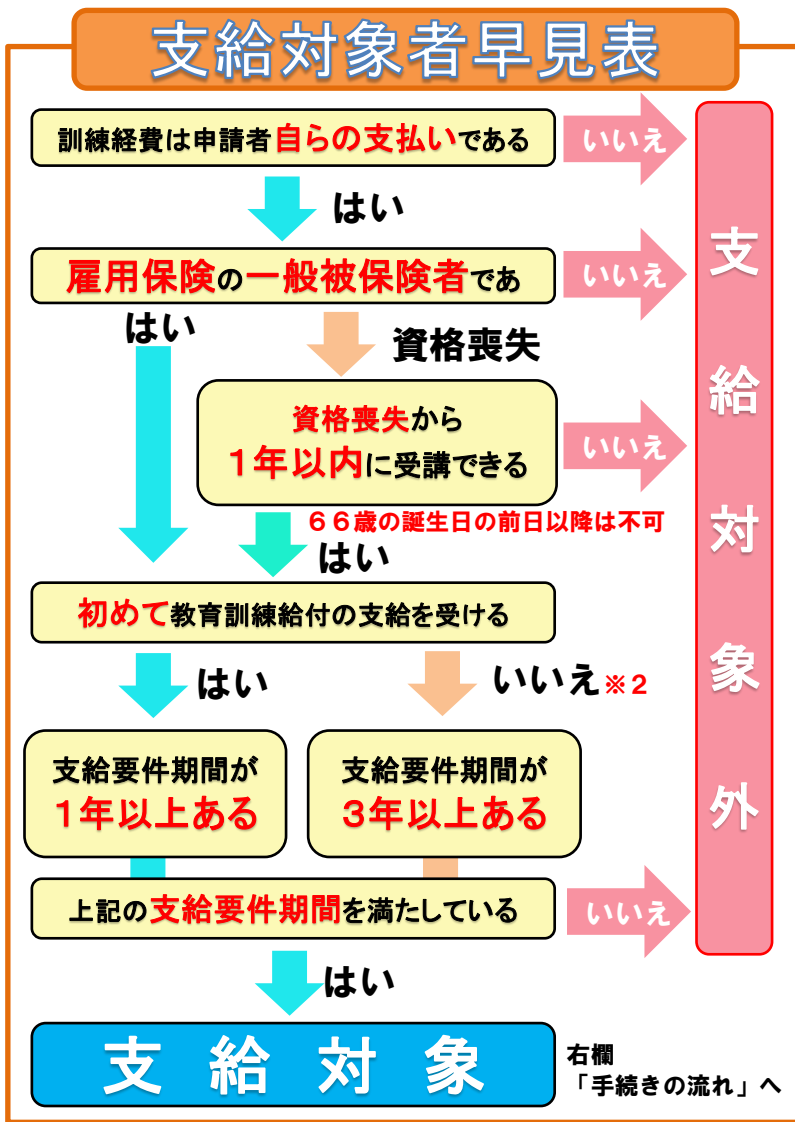 支給対象者早見表
訓練経費は申請者自らの支払いである
いいえ
はい
雇用保険の一般被保険者であ
いいえ
はい
資格喪失
資格喪失から
1年以内に受講できる
いいえ
66歳の誕生日の前日以降は不可
はい
初めて教育訓練給付の支給を受ける
はい
いいえ※2
支給要件期間が
1年以上ある
支給要件期間が
3年以上ある
上記の支給要件期間を満たしている
いいえ
はい
支給対象
右欄
「手続きの流れ」へ
支給対象外